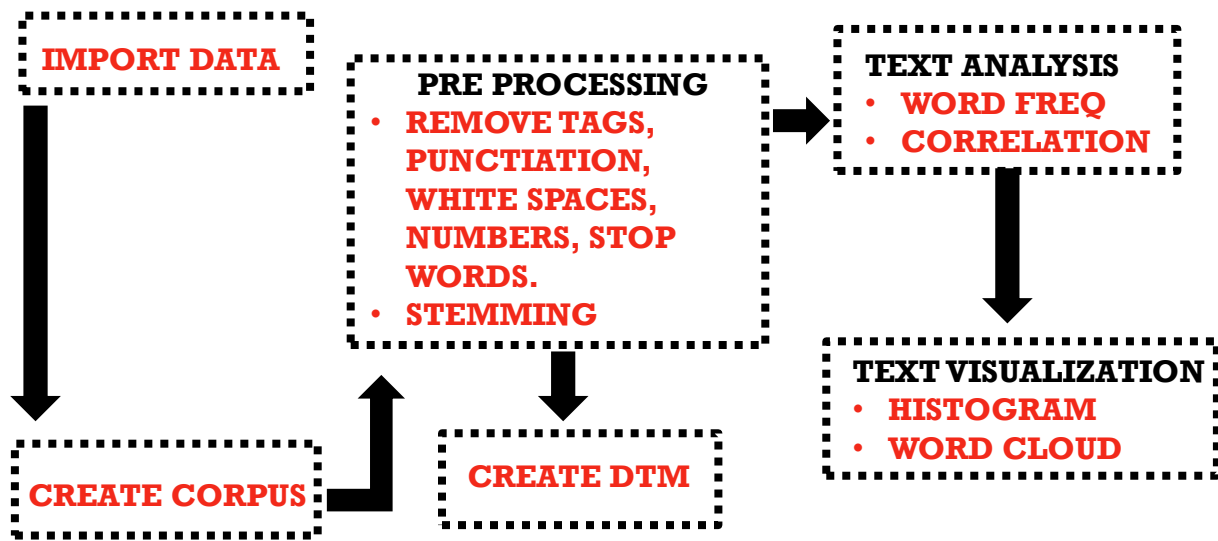 IMPORT DATA
CREATE CORPUS
PRE PROCESSING
• REMOVE TAGS,
PUNCTIATION,
WHITE SPACES,
NUMBERS, STOP
WORDS.
• STEMMING
CREATE DTM
TEXT ANALYSIS
• WORD FREQ
• CORRELATION
TEXT VISUALIZATION
• HISTOGRAM
• WORD CLOUD